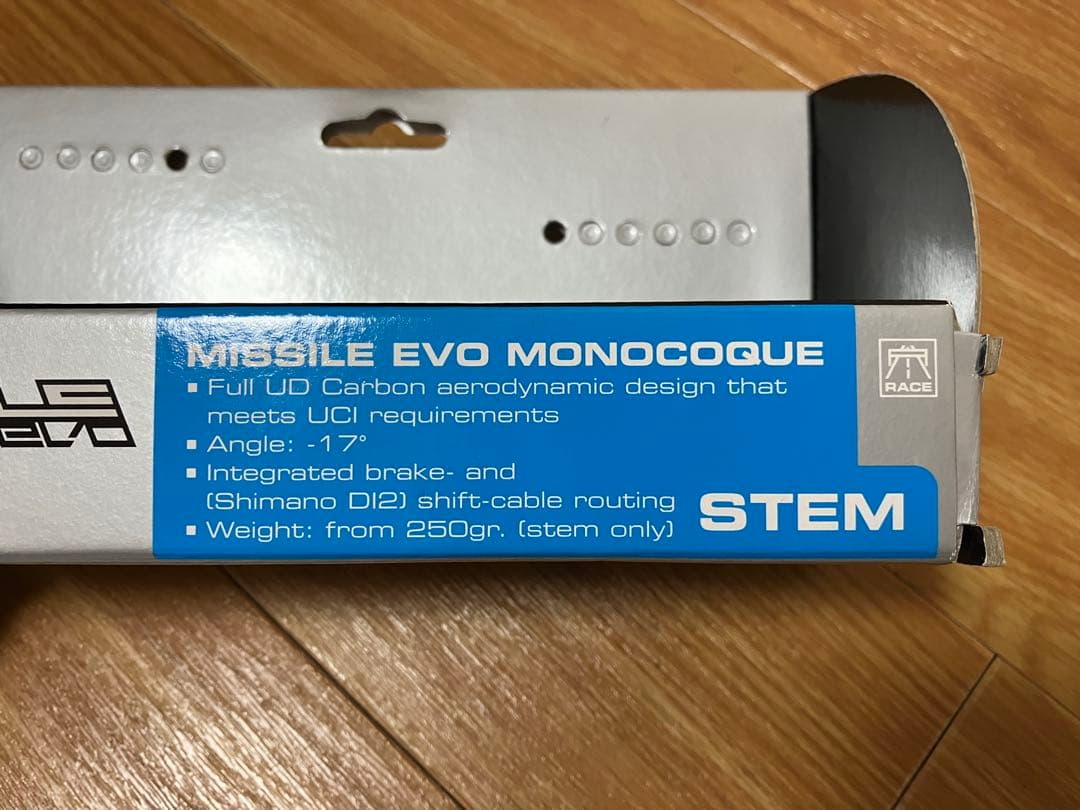 MISSILE EVO MONOCOQUE
▪ Full UD Carbon aerodynamic design that
meets UCI requirements
▪ Angle: -17°
▪ Integrated brake- and
(Shimano DI2) shift-cable routing
▪ Weight: from 250gr. (stem only)
STEM
RACE
evo